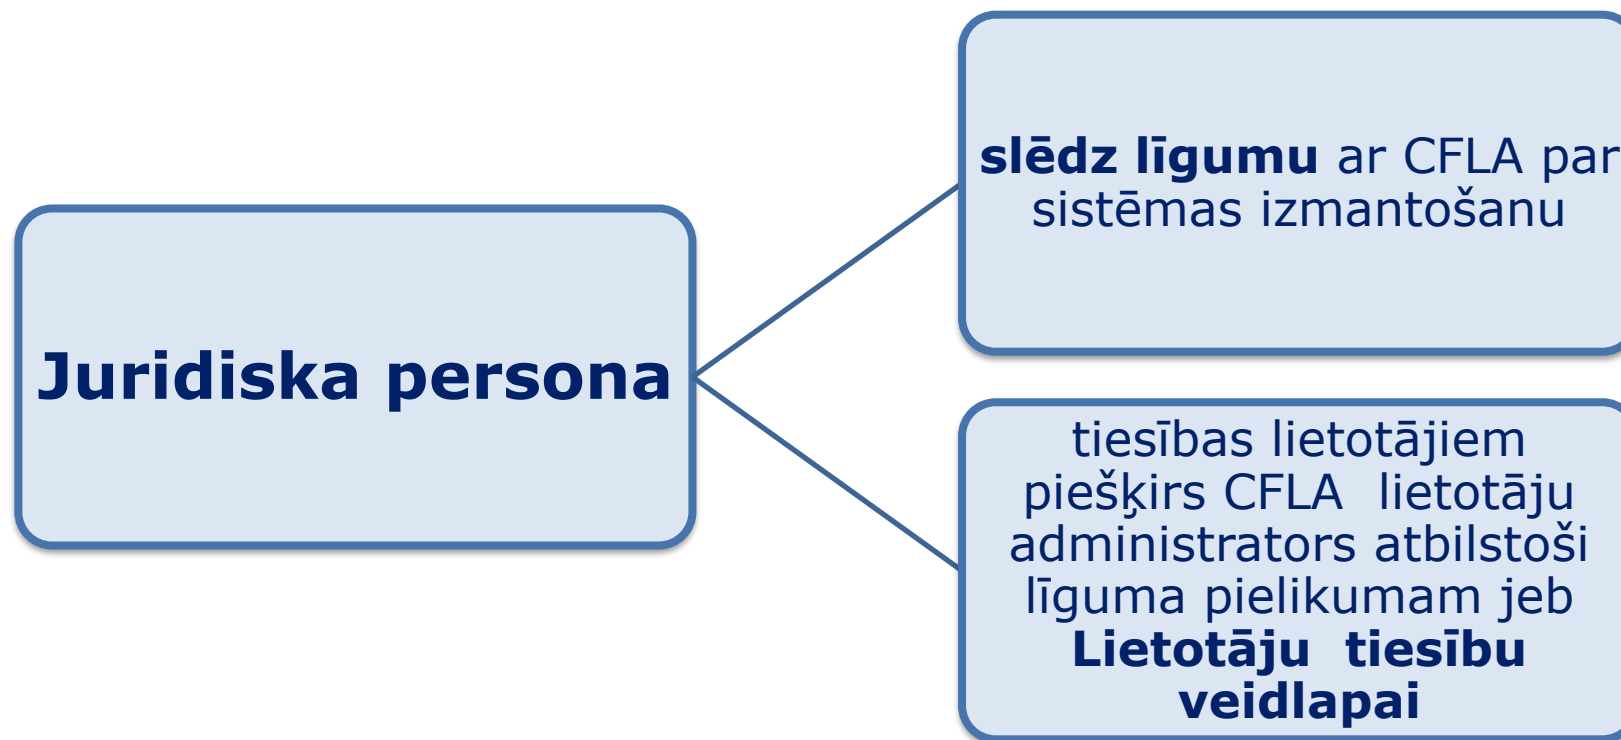 Juridiska persona
slēdz līgumu ar CFLA par
sistēmas izmantošanu
tiesības lietotājiem
piešķirs CFLA lietotāju
administrators atbilstoši
līguma pielikumam jeb
Lietotāju tiesību
veidlapai